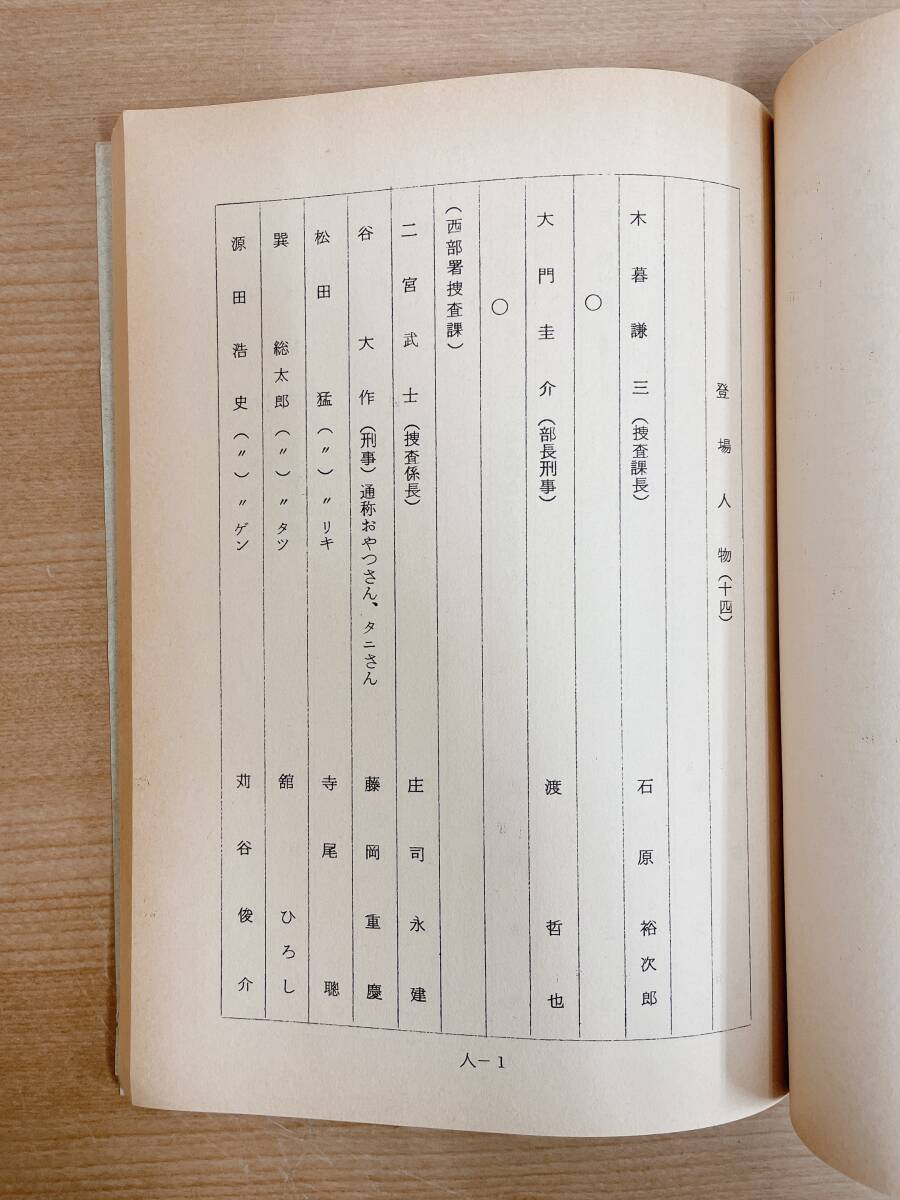 登場人物(十四)
木暮謙三(捜査課長) 石原裕次郎
○
大門圭介(部長刑事) 渡哲也
○
(西部署捜査課)
二宮武士(捜査係長) 庄司永建
谷大作(刑事)通称おやつさん、タニさん 藤岡重慶
松田猛(〃)〃リキ 寺尾聰
巽総太郎(〃)〃タツ 舘ひろし
源田浩史(〃)〃ゲン 苅谷俊介
人－1